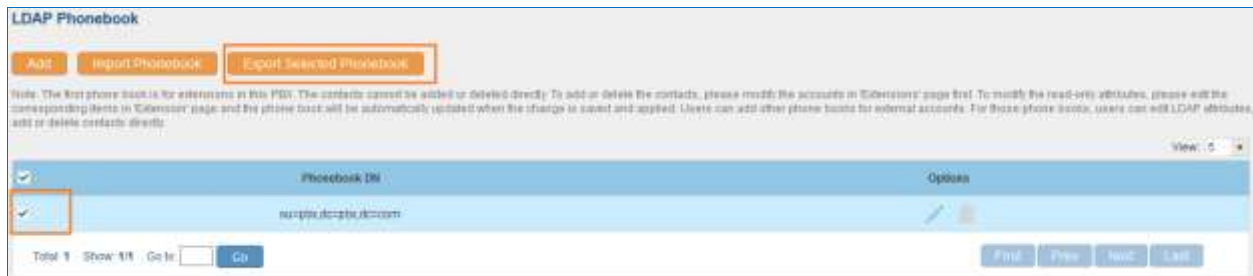 LDAP Phonebook
Add Import Phonebook Export Selected Phonebook
Note: The first phone book is for extensions in this PBX. The contacts cannot be added or deleted directly. To add or delete the contacts, please modify the accounts in 'Extensions' page first. To modify the read-only attributes, please edit the
corresponding items in 'Extension' page and the phone book will be automatically updated when the change is saved and applied. Users can add other phone books for external accounts. For those phone books, users can edit LDAP attributes,
add or delete contacts directly.
View: 5
Phonebook DN Options
ou=pbx,dc=pbx,dc=com
Total: 1 Show: 1/1 Go to: Go First Prev Next Last